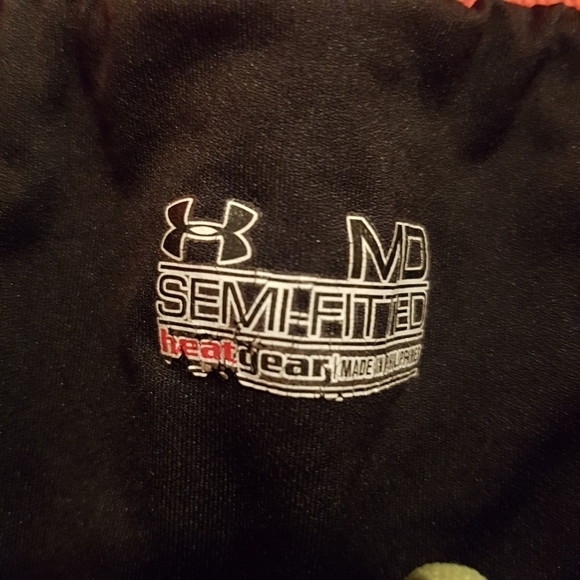 MD
SEMI-FITTED
heatgear MADE IN PHILIPPINES